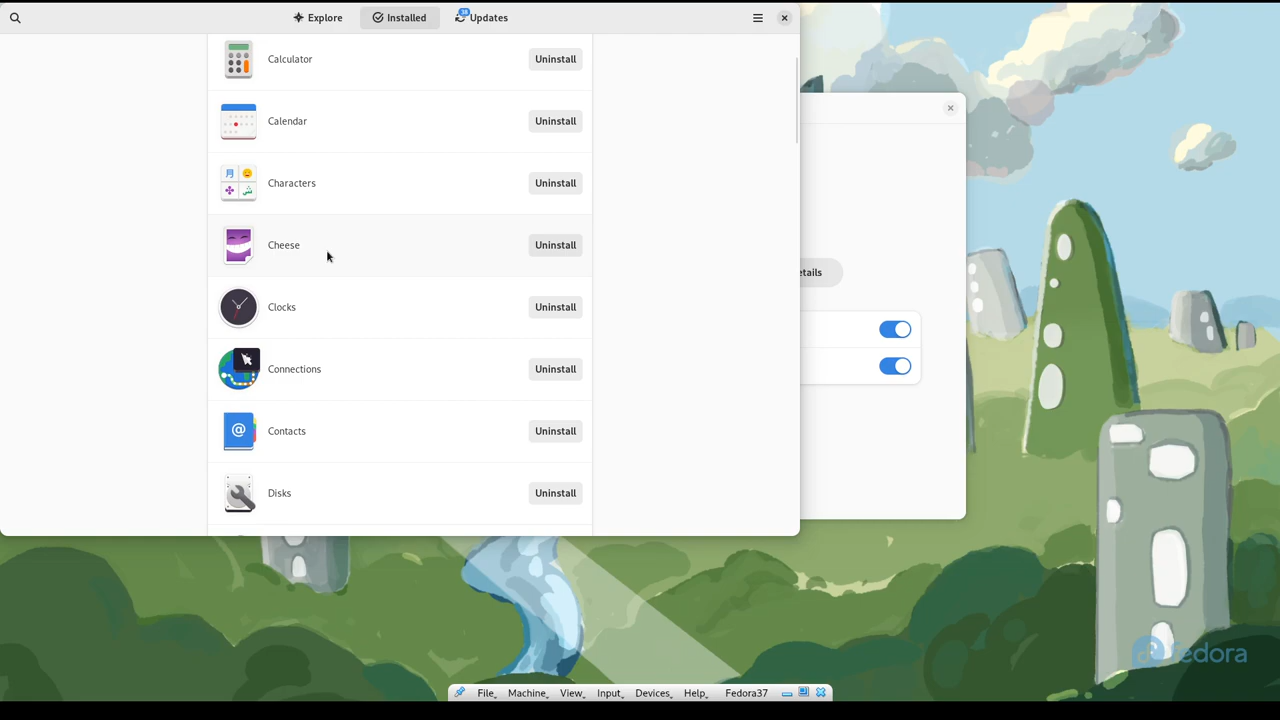 Explore
Installed
38
Updates
Calculator
Uninstall
Calendar
Uninstall
Characters
Uninstall
Cheese
Uninstall
Clocks
Uninstall
Connections
Uninstall
Contacts
Uninstall
Disks
Uninstall
etails
fedora
File
Machine
View
Input
Devices
Help
Fedora37